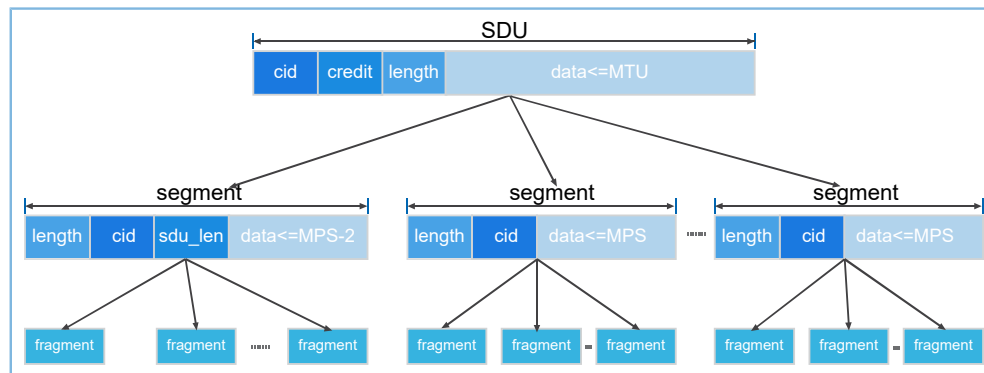 SDU
cid credit length data<=MTU
segment segment segment
length cid sdu_len data<=MPS-2 length cid data<=MPS length cid data<=MPS
fragment fragment fragment fragment fragment fragment fragment fragment fragment